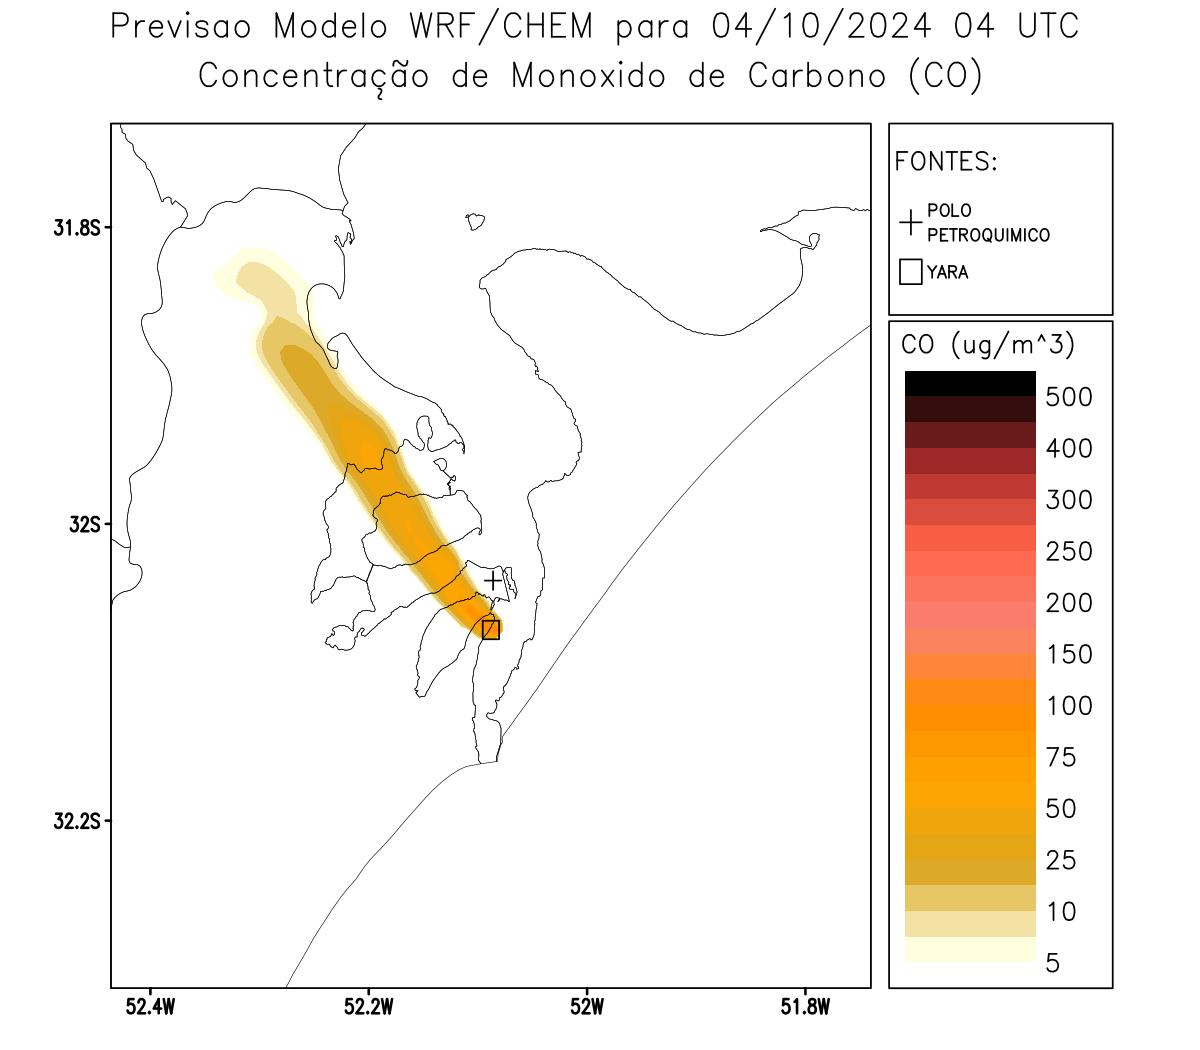 Previsao Modelo WRF/CHEM para 04/10/2024 04 UTC
Concentração de Monoxido de Carbono (CO)
FONTES:
POLO
PETROQUIMICO
YARA
31.8S
32S
32.2S
52.4W
52.2W
52W
51.8W
CO (ug/m^3)
500
400
300
250
200
150
100
75
50
25
10
5